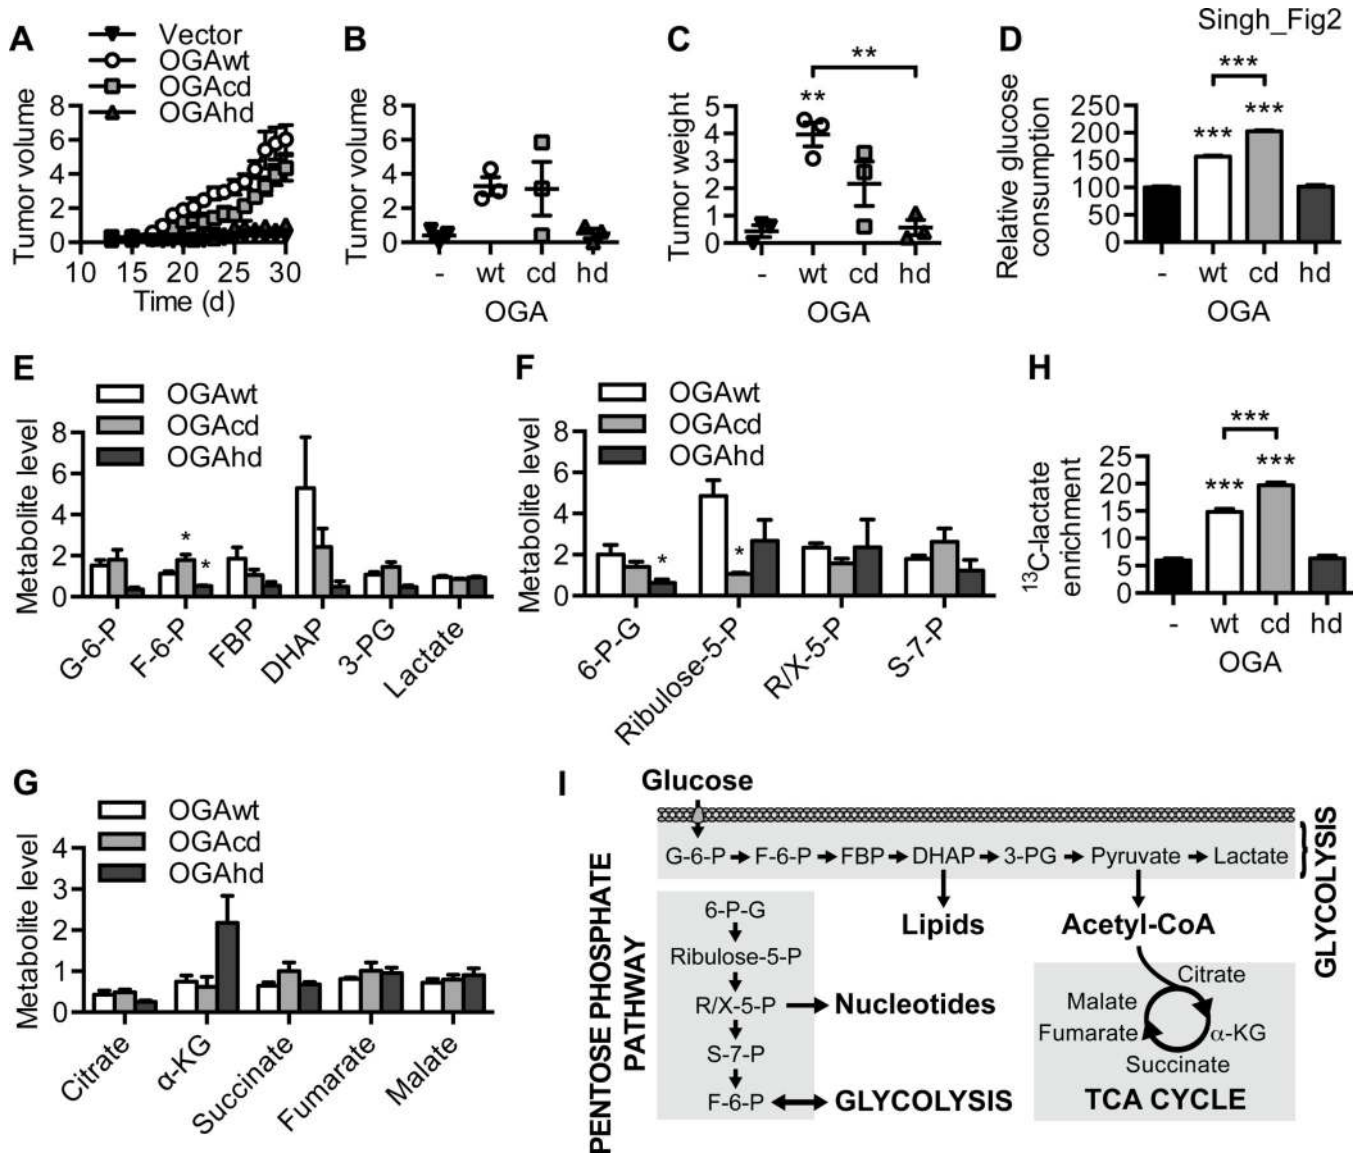 Singh_Fig2
A
Vector
OGAwt
OGAcd
OGAhd
Tumor volume
8
6
4
2
0
10 15 20 25 30
Time (d)
B
Tumor volume
8
6
4
2
0
- wt cd hd
OGA
C
**
**
Tumor weight
5
4
3
2
1
0
- wt cd hd
OGA
D
***
***
***
Relative glucose
consumption
250
200
150
100
50
0
- wt cd hd
OGA
E
OGAwt
OGAcd
OGAhd
Metabolite level
8
6
4
2
0
*
*
G-6-P
F-6-P
FBP
DHAP
3-PG
Lactate
F
OGAwt
OGAcd
OGAhd
Metabolite level
8
6
4
2
0
*
*
6-P-G
Ribulose-5-P
R/X-5-P
S-7-P
H
***
***
***
¹³C-lactate
enrichment
25
20
15
10
5
0
- wt cd hd
OGA
G
OGAwt
OGAcd
OGAhd
Metabolite level
4
3
2
1
0
Citrate
α-KG
Succinate
Fumarate
Malate
I
Glucose
G-6-P F-6-P FBP DHAP 3-PG Pyruvate Lactate
GLYCOLYSIS
PENTOSE PHOSPHATE
PATHWAY
6-P-G
Ribulose-5-P
R/X-5-P
S-7-P
F-6-P
Lipids
Nucleotides
GLYCOLYSIS
Acetyl-CoA
Citrate
Malate
Fumarate
α-KG
Succinate
TCA CYCLE